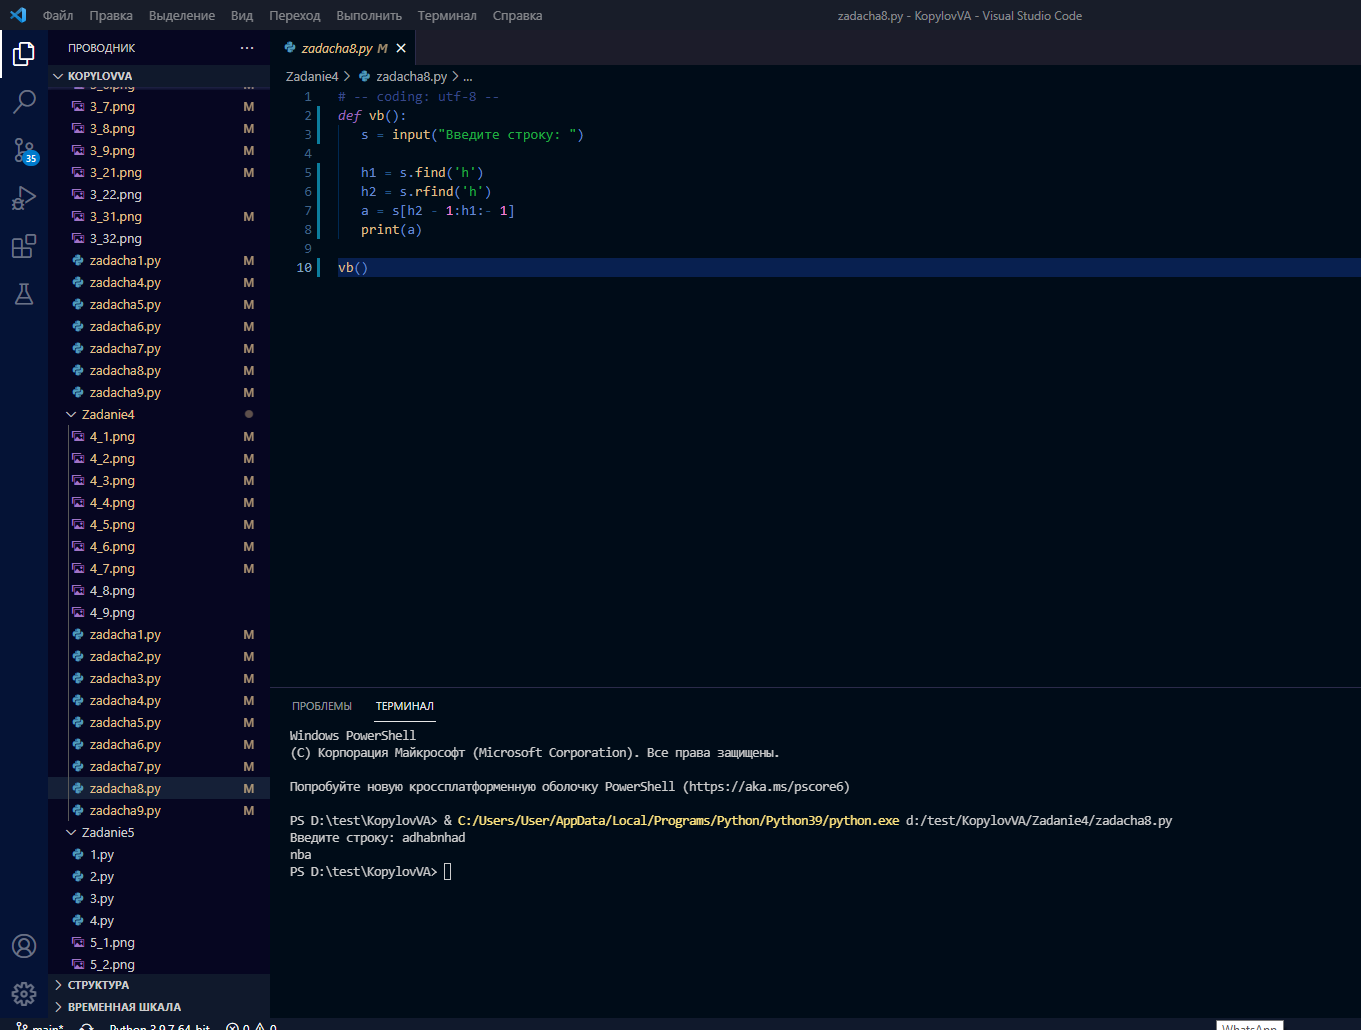 Файл Правка Выделение Вид Переход Выполнить Терминал Справка
zadacha8.py - KopylovVA - Visual Studio Code
ПРОВОДНИК ...
zadacha8.py M
KOPYLOVVA
Zadanie4 > zadacha8.py > ...
35
3_7.png M
3_8.png M
3_9.png M
3_21.png M
3_22.png
3_31.png M
3_32.png
zadacha1.py M
zadacha4.py M
zadacha5.py M
zadacha6.py M
zadacha7.py M
zadacha8.py M
zadacha9.py M
Zadanie4
4_1.png M
4_2.png M
4_3.png M
4_4.png M
4_5.png M
4_6.png M
4_7.png M
4_8.png
4_9.png
zadacha1.py M
zadacha2.py M
zadacha3.py M
zadacha4.py M
zadacha5.py M
zadacha6.py M
zadacha7.py M
zadacha8.py M
zadacha9.py M
Zadanie5
1.py
2.py
3.py
4.py
5_1.png
5_2.png
СТРУКТУРА
ВРЕМЕННАЯ ШКАЛА
1 # -- coding: utf-8 --
2 def vb():
3 s = input("Введите строку: ")
4
5 h1 = s.find('h')
6 h2 = s.rfind('h')
7 a = s[h2 - 1:h1:- 1]
8 print(a)
9
10 vb()
ПРОБЛЕМЫ ТЕРМИНАЛ
Windows PowerShell
(C) Корпорация Майкрософт (Microsoft Corporation). Все права защищены.
Попробуйте новую кроссплатформенную оболочку PowerShell (https://aka.ms/pscore6)
PS D:\test\KopylovVA> & C:/Users/User/AppData/Local/Programs/Python/Python39/python.exe d:/test/KopylovVA/Zadanie4/zadacha8.py
Введите строку: adhabnhad
nba
PS D:\test\KopylovVA>
main* Python 3.9.7 64-bit 0 0
WhatsApp